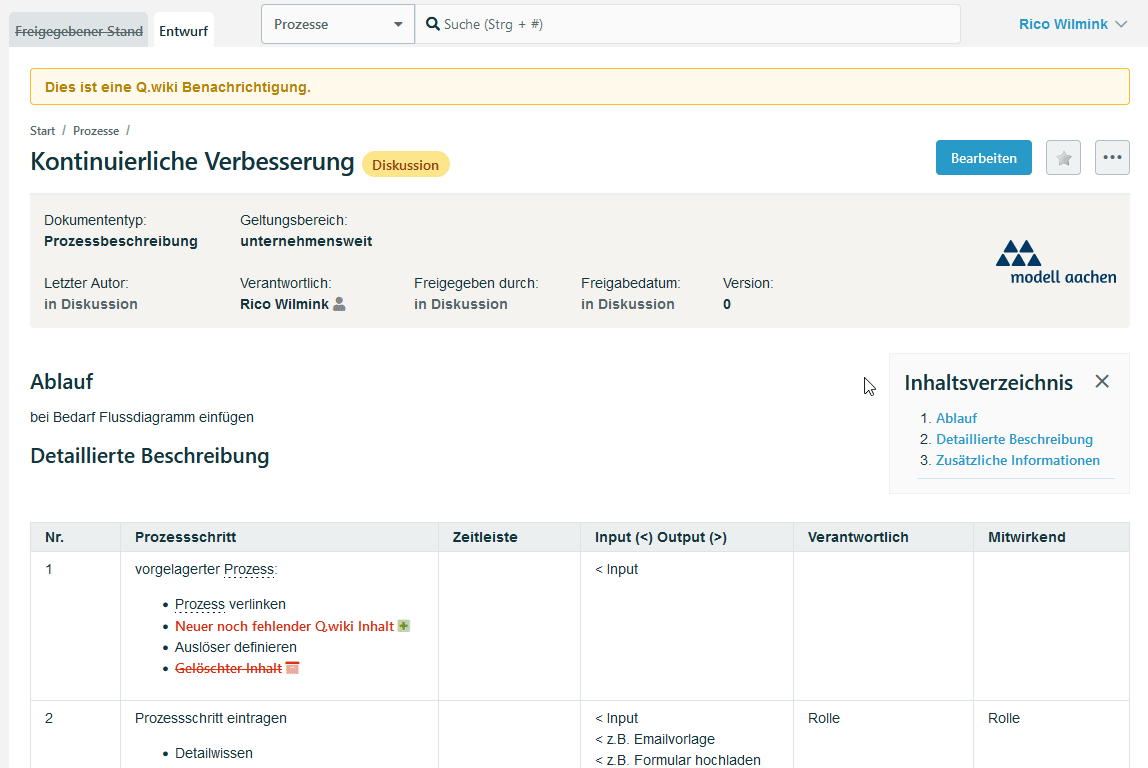 Freigegebener Stand
Entwurf
Prozesse
Suche (Strg + #)
Rico Wilmink
Dies ist eine Q.wiki Benachrichtigung.
Start / Prozesse /
Kontinuierliche Verbesserung
Diskussion
Bearbeiten
Dokumententyp:
Prozessbeschreibung
Geltungsbereich:
unternehmensweit
Letzter Autor:
in Diskussion
Verantwortlich:
Rico Wilmink
Freigegeben durch:
in Diskussion
Freigabedatum:
in Diskussion
Version:
0
modell aachen
Ablauf
bei Bedarf Flussdiagramm einfügen
Detaillierte Beschreibung
Inhaltsverzeichnis
1. Ablauf
2. Detaillierte Beschreibung
3. Zusätzliche Informationen
Nr. Prozessschritt Zeitleiste Input (<) Output (>) Verantwortlich Mitwirkend
1
vorgelagerter Prozess:
• Prozess verlinken
• Neuer noch fehlender Q.wiki Inhalt
• Auslöser definieren
• Gelöschter Inhalt
< Input
2
Prozessschritt eintragen
• Detailwissen
< Input
< z.B. Emailvorlage
< z.B. Formular hochladen
Rolle
Rolle